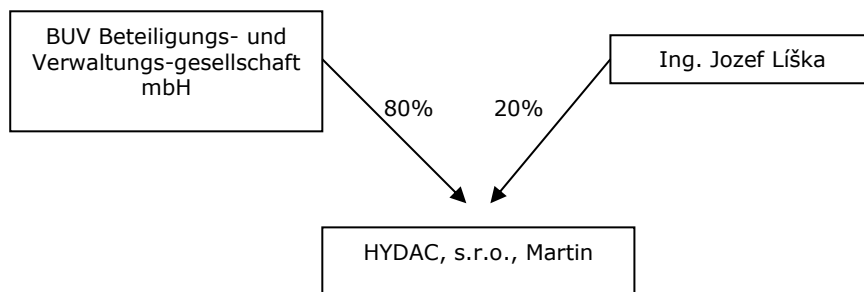 BUV Beteiligungs- und
Verwaltungs-gesellschaft
mbH
Ing. Jozef Líška
80%
20%
HYDAC, s.r.o., Martin